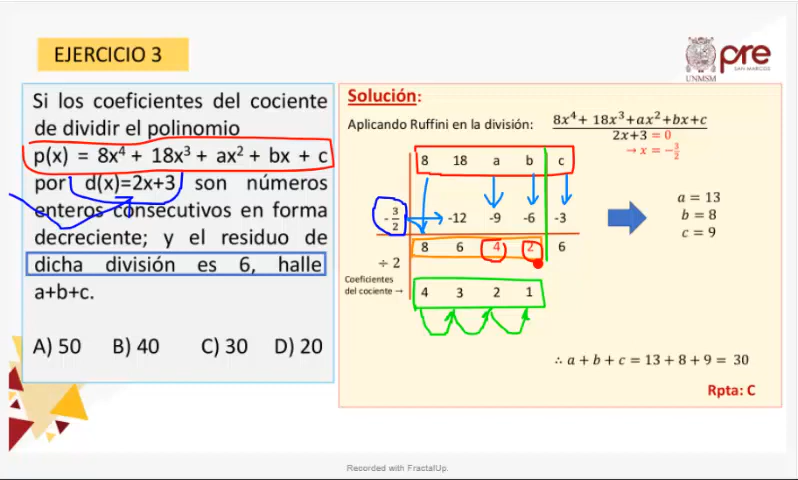 EJERCICIO 3
UNMSM
pre
SAN MARCOS
Si los coeficientes del cociente
de dividir el polinomio
p(x) = 8x⁴ + 18x³ + ax² + bx + c
por d(x)=2x+3 son números
enteros consecutivos en forma
decreciente; y el residuo de
dicha división es 6, halle
a+b+c.
A) 50 B) 40 C) 30 D) 20
Solución:
Aplicando Ruffini en la división:
8x⁴+ 18x³+ax²+bx+c
2x+3 = 0
→ x = −3/2
8 18 a b c
-3/2 -12 -9 -6 -3
8 6 4 2 6
÷ 2
Coeficientes
del cociente → 4 3 2 1
a = 13
b = 8
c = 9
∴ a + b + c = 13 + 8 + 9 = 30
Rpta: C
Recorded with FractalUp.